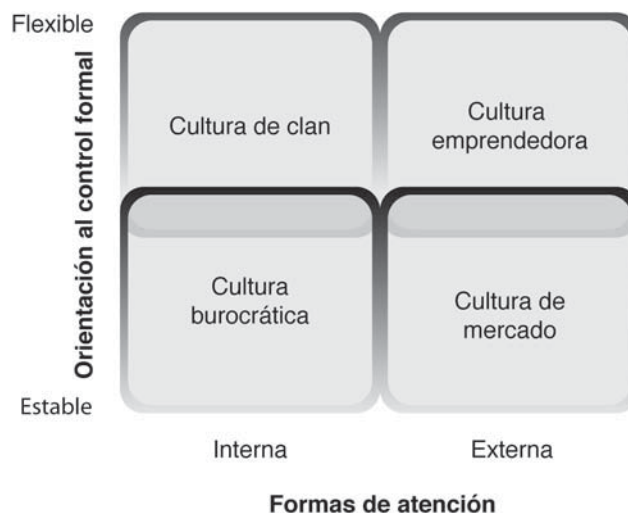 Flexible
Orientación al control formal
Cultura de clan
Cultura
emprendedora
Cultura
burocrática
Cultura de
mercado
Estable
Interna
Externa
Formas de atención